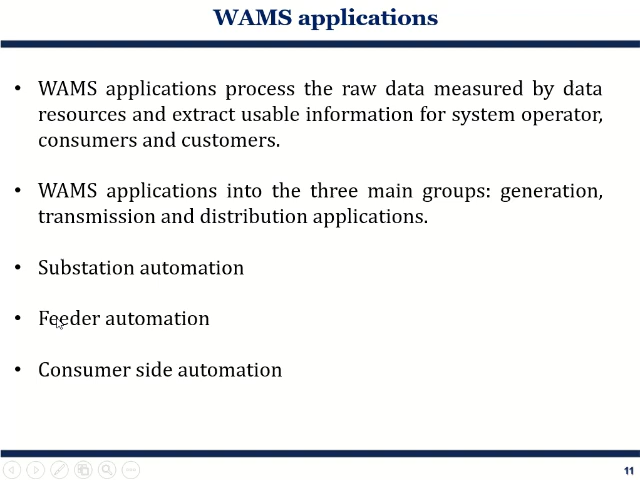 WAMS applications
• WAMS applications process the raw data measured by data
resources and extract usable information for system operator,
consumers and customers.
• WAMS applications into the three main groups: generation,
transmission and distribution applications.
• Substation automation
• Feeder automation
• Consumer side automation
11